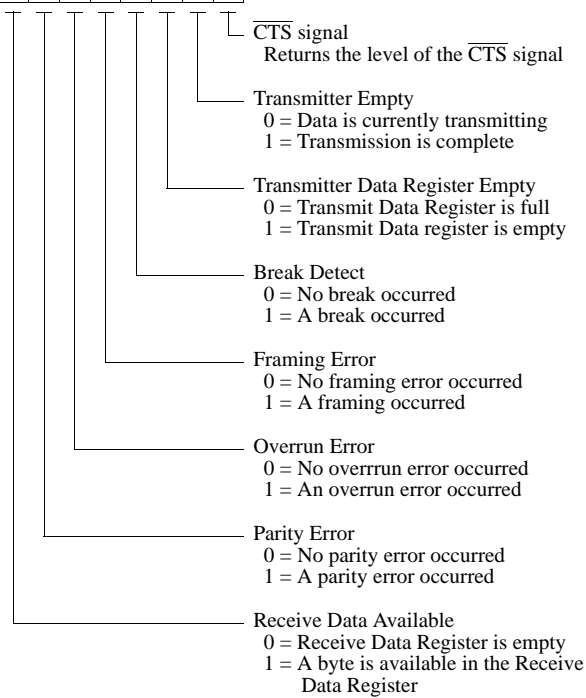 CTS signal
Returns the level of the CTS signal
Transmitter Empty
0 = Data is currently transmitting
1 = Transmission is complete
Transmitter Data Register Empty
0 = Transmit Data Register is full
1 = Transmit Data register is empty
Break Detect
0 = No break occurred
1 = A break occurred
Framing Error
0 = No framing error occurred
1 = A framing occurred
Overrun Error
0 = No overrrun error occurred
1 = An overrun error occurred
Parity Error
0 = No parity error occurred
1 = A parity error occurred
Receive Data Available
0 = Receive Data Register is empty
1 = A byte is available in the Receive
Data Register